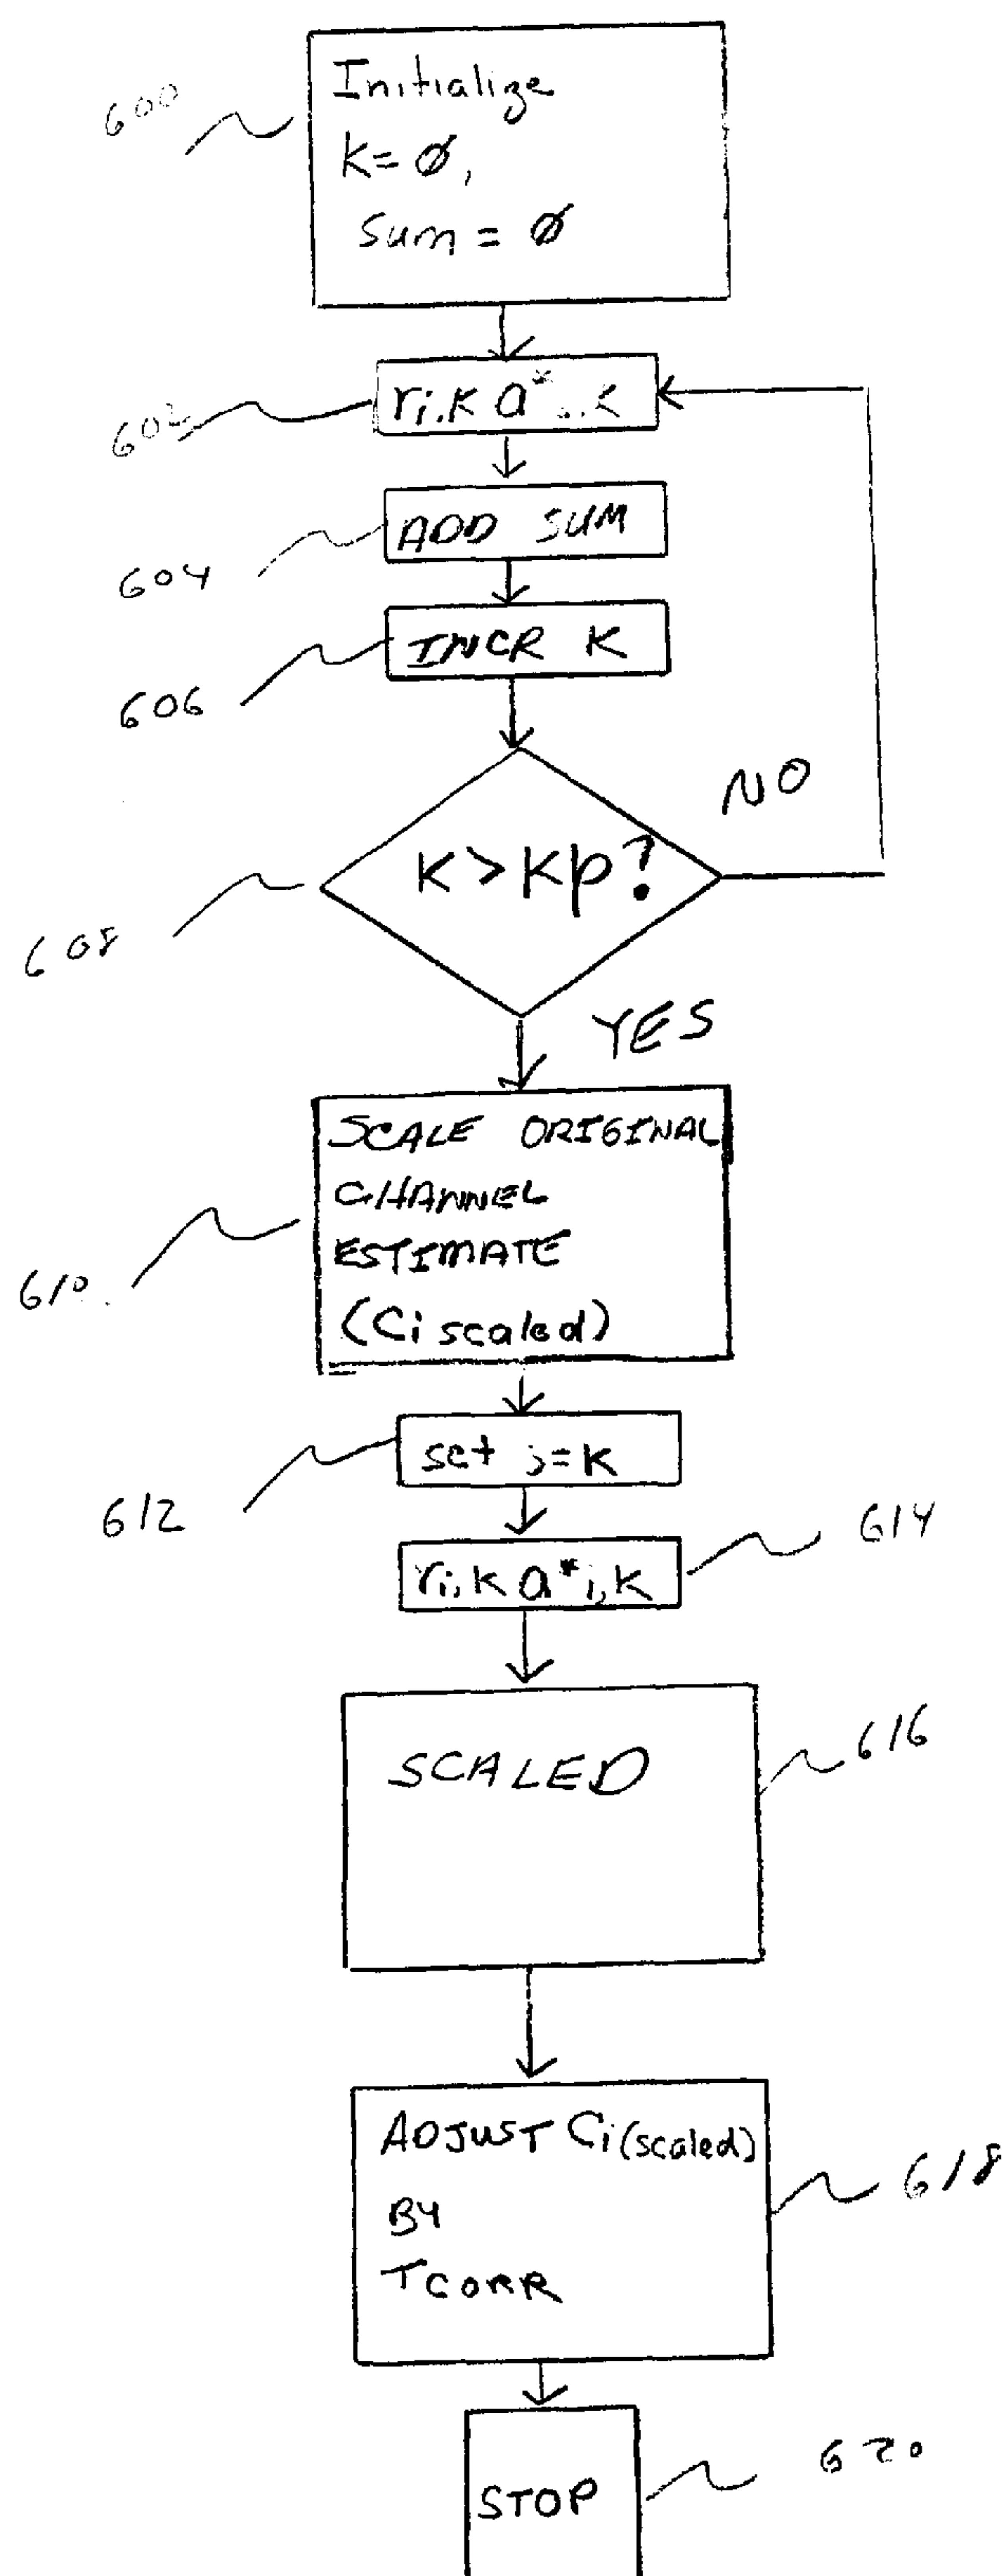 600
Initialize
K = Ø,
Sum = Ø
602
ri,K a* i,K
604
ADD SUM
606
INCR K
NO
608
K > Kp?
YES
610
SCALE ORIGINAL
CHANNEL
ESTIMATE
(Ci scaled)
612
set j=K
614
ri,K a* i,K
616
SCALED
618
ADJUST Ci (scaled)
BY
TCORR
620
STOP